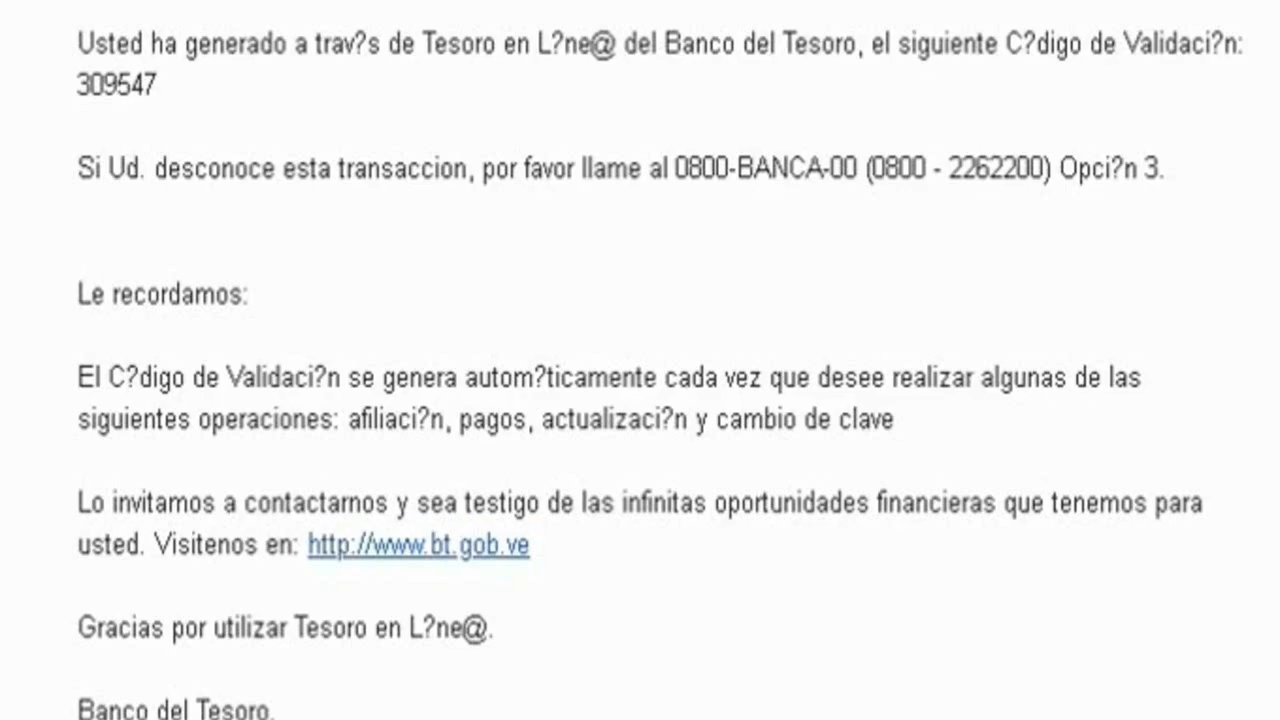 Usted ha generado a trav?s de Tesoro en L?ne@ del Banco del Tesoro, el siguiente C?digo de Validaci?n:
309547
Si Ud. desconoce esta transaccion, por favor llame al 0800-BANCA-00 (0800 - 2262200) Opci?n 3.
Le recordamos:
El C?digo de Validaci?n se genera autom?ticamente cada vez que desee realizar algunas de las
siguientes operaciones: afiliaci?n, pagos, actualizaci?n y cambio de clave
Lo invitamos a contactarnos y sea testigo de las infinitas oportunidades financieras que tenemos para
usted. Visitenos en: http://www.bt.gob.ve
Gracias por utilizar Tesoro en L?ne@.
Banco del Tesoro.